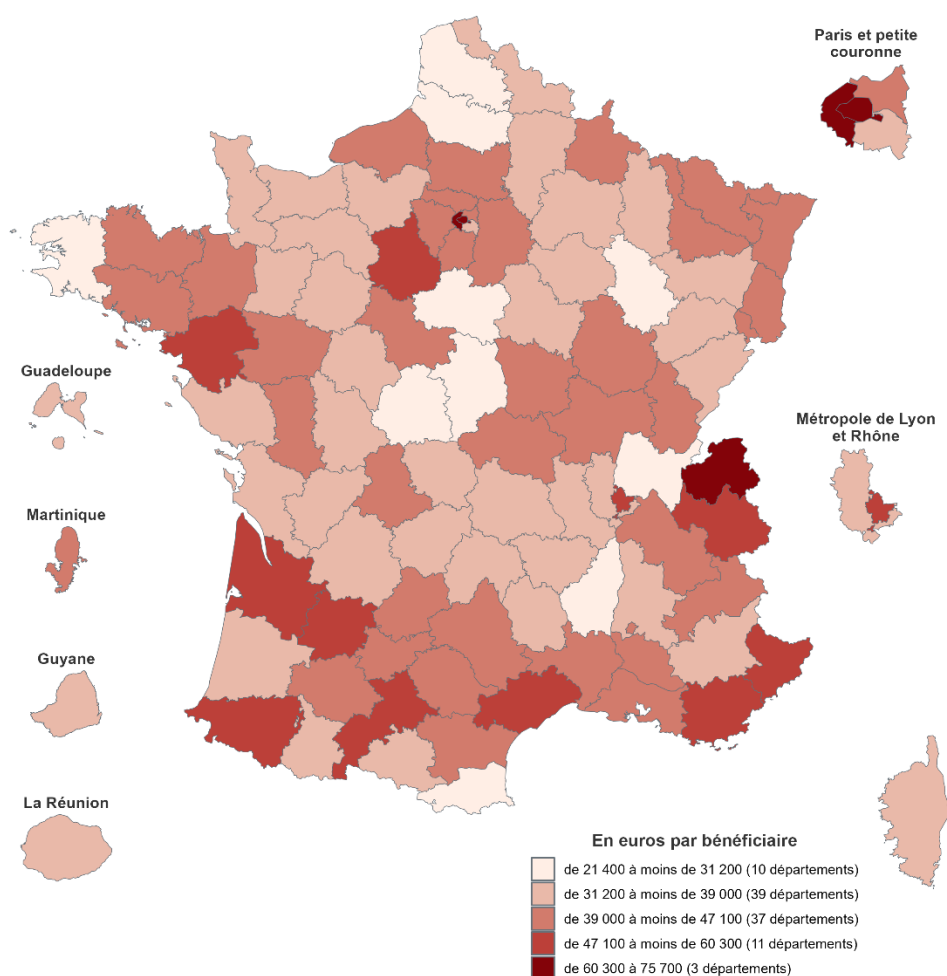 Paris et petite
couronne
Guadeloupe
Métropole de Lyon
et Rhône
Martinique
Guyane
La Réunion
En euros par bénéficiaire
de 21 400 à moins de 31 200 (10 départements)
de 31 200 à moins de 39 000 (39 départements)
de 39 000 à moins de 47 100 (37 départements)
de 47 100 à moins de 60 300 (11 départements)
de 60 300 à 75 700 (3 départements)